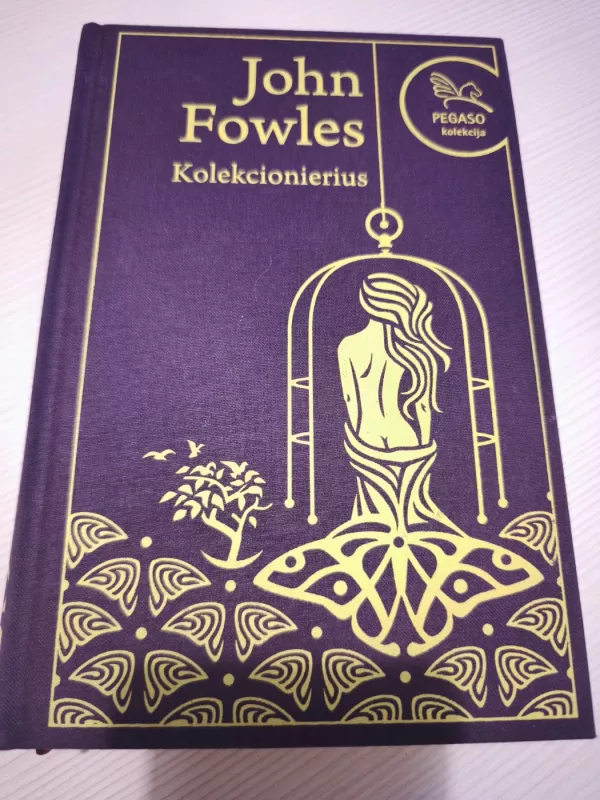 John
Fowles
Kolekcionierius
PEGASO
kolekcija